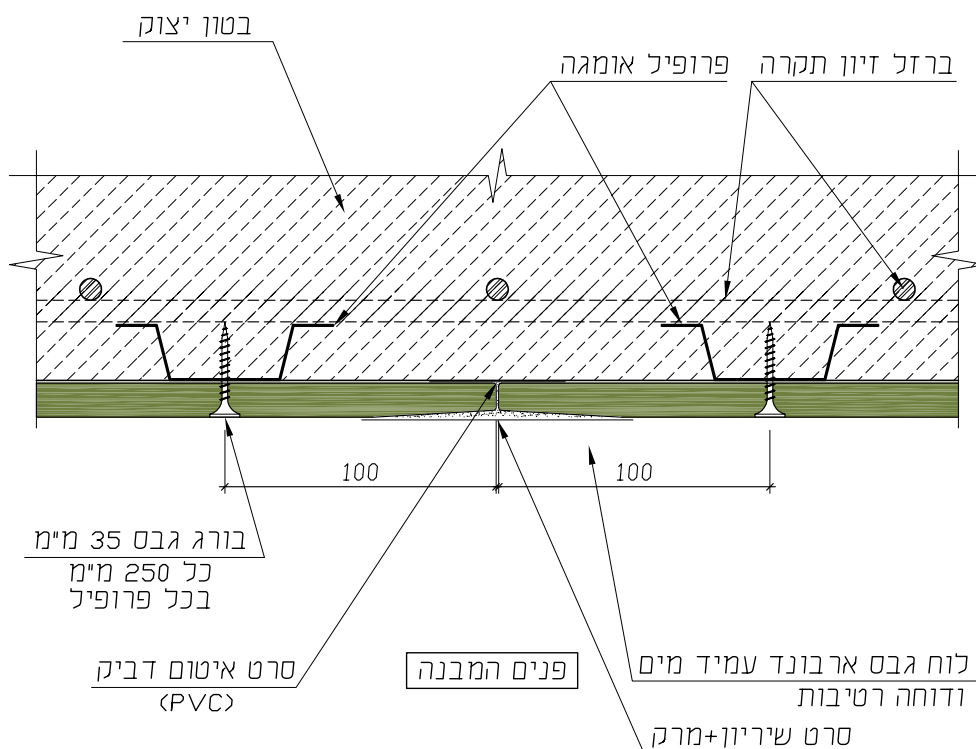 בטון יצוק
פרופיל אומגה
ברזל זיון תקרה
100
100
בורג גבס 35 מ"מ
כל 250 מ"מ
בכל פרופיל
סרט איטום דביק
(PVC)
פנים המבנה
לוח גבס ארבונד עמיד מים
ודוחה רטיבות
סרט שיריון+מרק